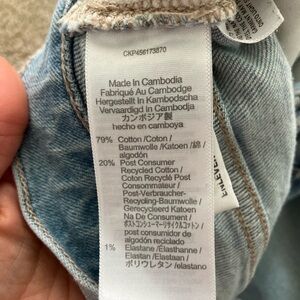 CKP456173870
Made In Cambodia
Fabriqué Au Cambodge
Hergestellt In Kambodscha
Vervaardigd in Cambodja
カンボジア製
hecho en camboya
79% Cotton /Coton /
Baumwolle /Katoen / 綿 /
algodón
20% Post Consumer
Recycled Cotton /
Coton Recyclé Post
Consommateur /
Post-Verbraucher-
Recycling-Baumwolle /
Gerecycleerd Katoen
Na De Consument /
ポストコンシューマーリサイクルコットン /
post consumidor de
algodón reciclado
1% Elastane /Elasthanne /
Elastan /Elastaan /
ポリウレタン /elastano